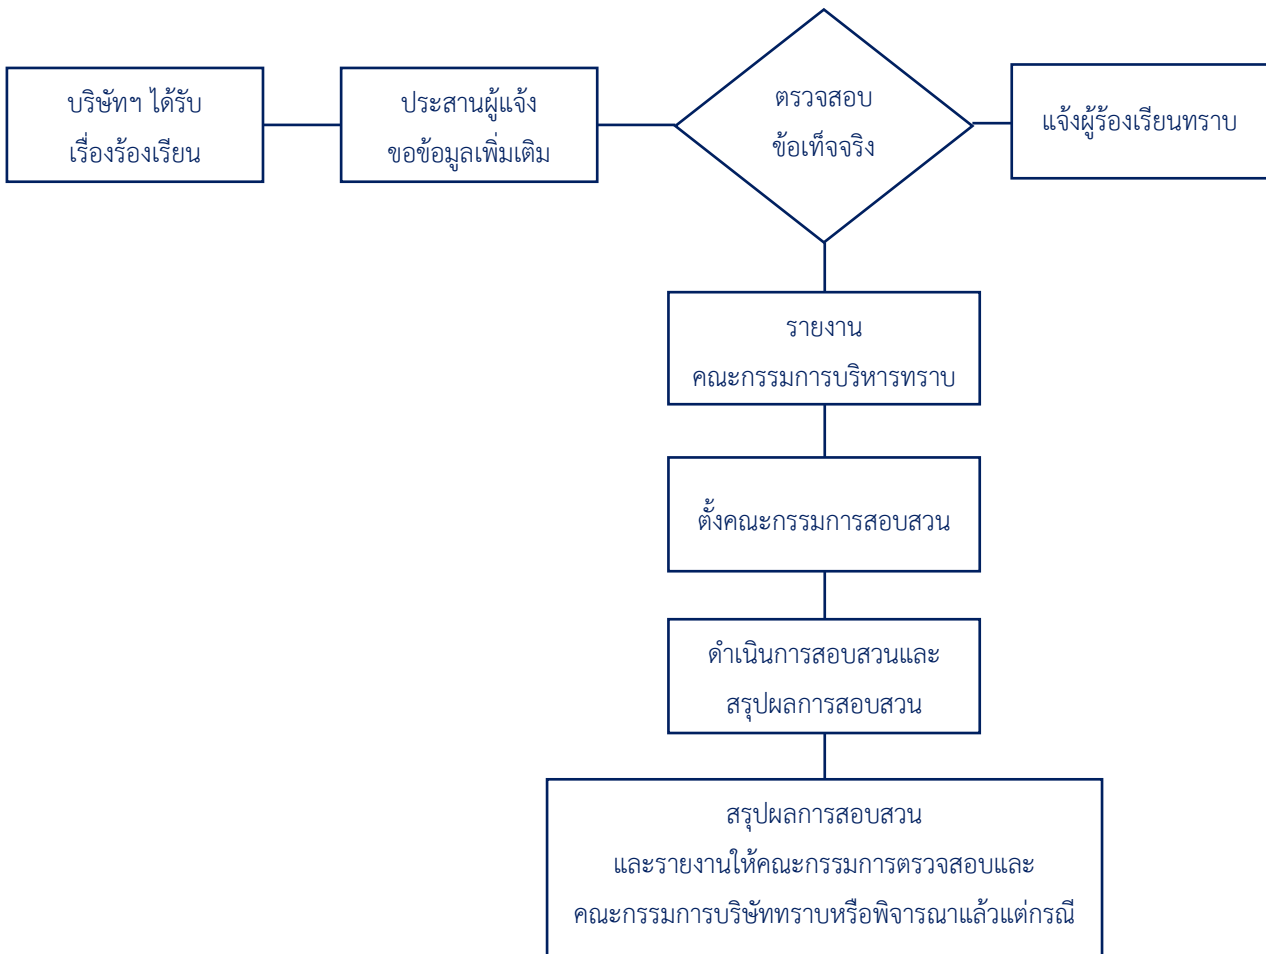 บริษัทฯ ได้รับ
เรื่องร้องเรียน
ประสานผู้แจ้ง
ขอข้อมูลเพิ่มเติม
ตรวจสอบ
ข้อเท็จจริง
แจ้งผู้ร้องเรียนทราบ
รายงาน
คณะกรรมการบริหารทราบ
ตั้งคณะกรรมการสอบสวน
ดำเนินการสอบสวนและ
สรุปผลการสอบสวน
สรุปผลการสอบสวน
และรายงานให้คณะกรรมการตรวจสอบและ
คณะกรรมการบริษัททราบหรือพิจารณาแล้วแต่กรณี